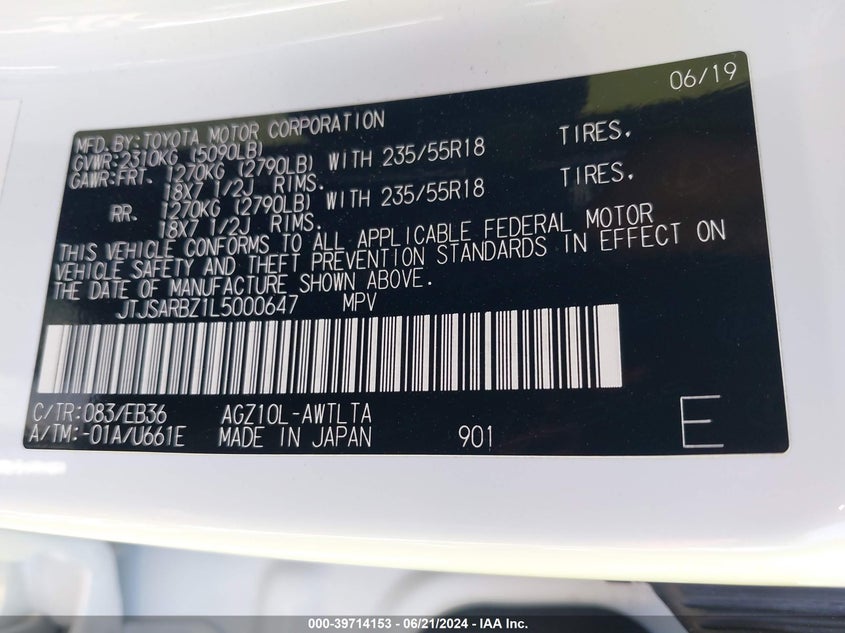 06/19
MFD.BY:TOYOTA MOTOR CORPORATION
GVWR:2310KG (5090LB)
GAWR:FRT. 1270KG (2790LB) WITH 235/55R18 TIRES,
18X7 1/2J RIMS.
RR. 1270KG (2790LB) WITH 235/55R18 TIRES,
18X7 1/2J RIMS.
THIS VEHICLE CONFORMS TO ALL APPLICABLE FEDERAL MOTOR
VEHICLE SAFETY AND THEFT PREVENTION STANDARDS IN EFFECT ON
THE DATE OF MANUFACTURE SHOWN ABOVE.
JTJSARBZ1L5000647 MPV
C/TR:083/EB36 AGZ10L-AWTLTA
A/TM:-01A/U661E MADE IN JAPAN 901 E
000-39714153 - 06/21/2024 - IAA Inc.